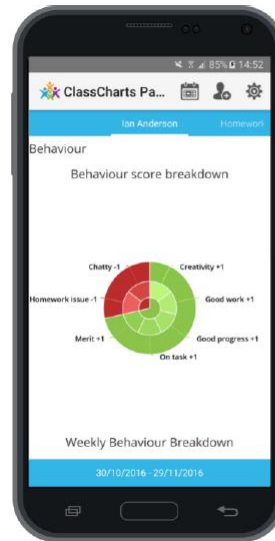 85% 14:52
ClassCharts Pa...
Ian Anderson
Homework
Behaviour
Behaviour score breakdown
Chatty -1
Creativity +1
Homework issue -1
Good work +1
Merit +1
Good progress +1
On task +1
Weekly Behaviour Breakdown
30/10/2016 - 29/11/2016